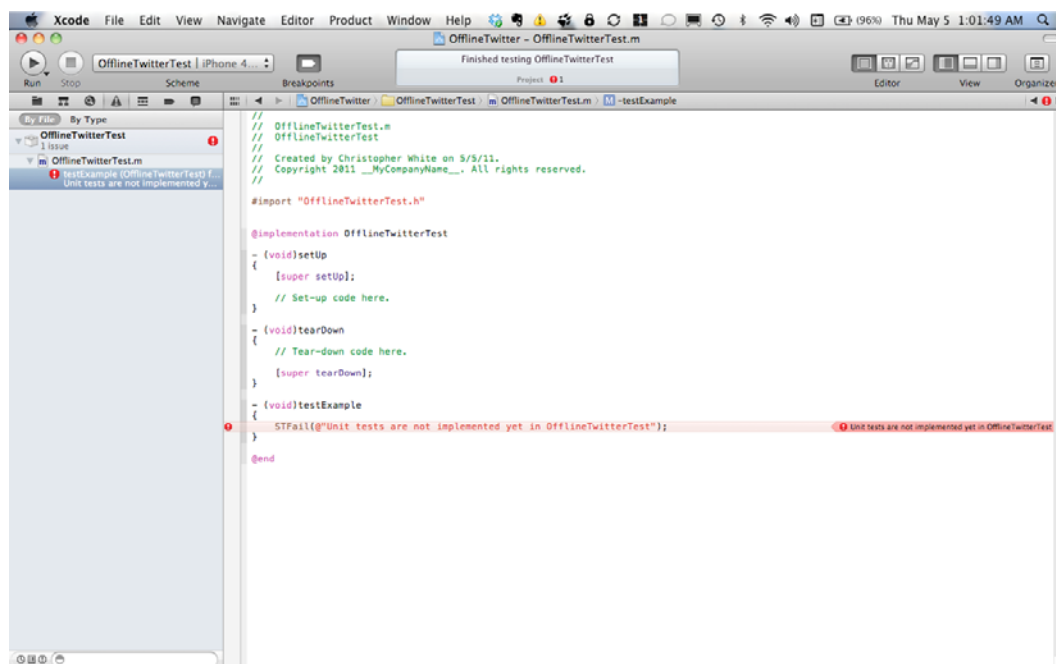 Xcode File Edit View Navigate Editor Product Window Help (96%) Thu May 5 1:01:49 AM
OfflineTwitter – OfflineTwitterTest.m
OfflineTwitterTest | iPhone 4...
Finished testing OfflineTwitterTest
Project 1
Run Stop Scheme Breakpoints Editor View Organize
OfflineTwitter OfflineTwitterTest OfflineTwitterTest.m M -testExample
By File By Type
OfflineTwitterTest
1 issue
m OfflineTwitterTest.m
testExample (OfflineTwitterTest) f...
Unit tests are not implemented y...
//
// OfflineTwitterTest.m
// OfflineTwitterTest
//
// Created by Christopher White on 5/5/11.
// Copyright 2011 __MyCompanyName__. All rights reserved.
//
#import "OfflineTwitterTest.h"
@implementation OfflineTwitterTest
- (void)setUp
{
[super setUp];
// Set-up code here.
}
- (void)tearDown
{
// Tear-down code here.
[super tearDown];
}
- (void)testExample
{
STFail(@"Unit tests are not implemented yet in OfflineTwitterTest");
Unit tests are not implemented yet in OfflineTwitterTest
}
@end